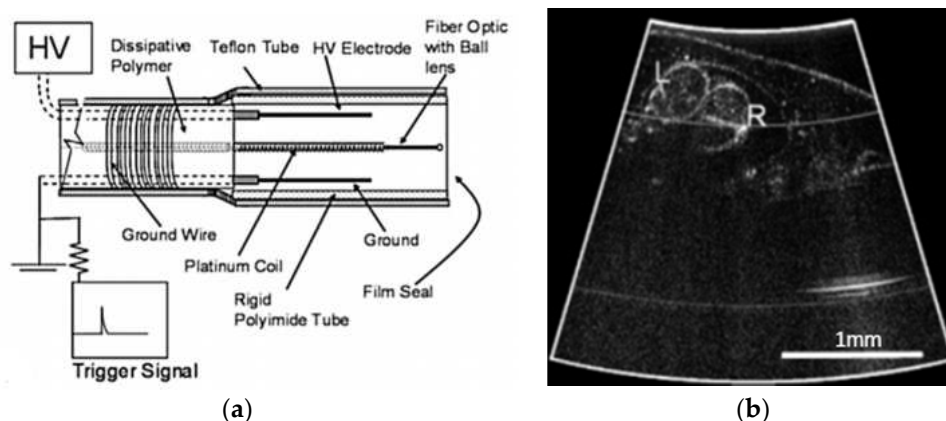 HV
Dissipative
Polymer
Teflon Tube
HV Electrode
Fiber Optic
with Ball
lens
Ground Wire
Platinum Coil
Rigid
Polyimide Tube
Ground
Film Seal
Trigger Signal
(a)
L
R
1mm
(b)